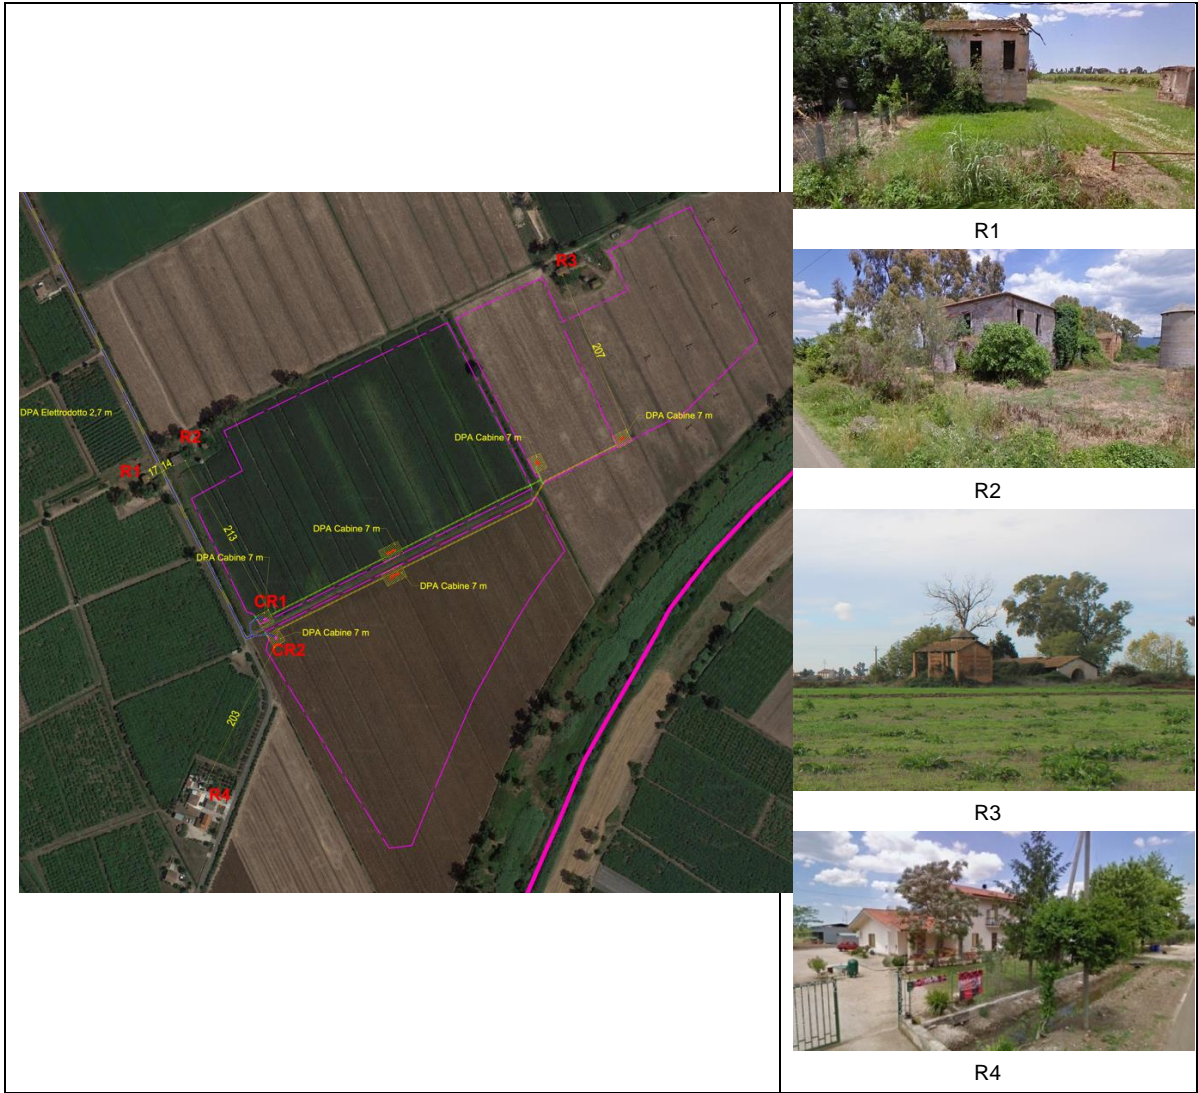 R3
207
DPA Cabine 7 m
DPA Elettrodotto 2,7 m
DPA Cabine 7 m
R2
R1
17
14
213
DPA Cabine 7 m
DPA Cabine 7 m
DPA Cabine 7 m
CR1
DPA Cabine 7 m
CR2
203
R4
R1
R2
R3
R4